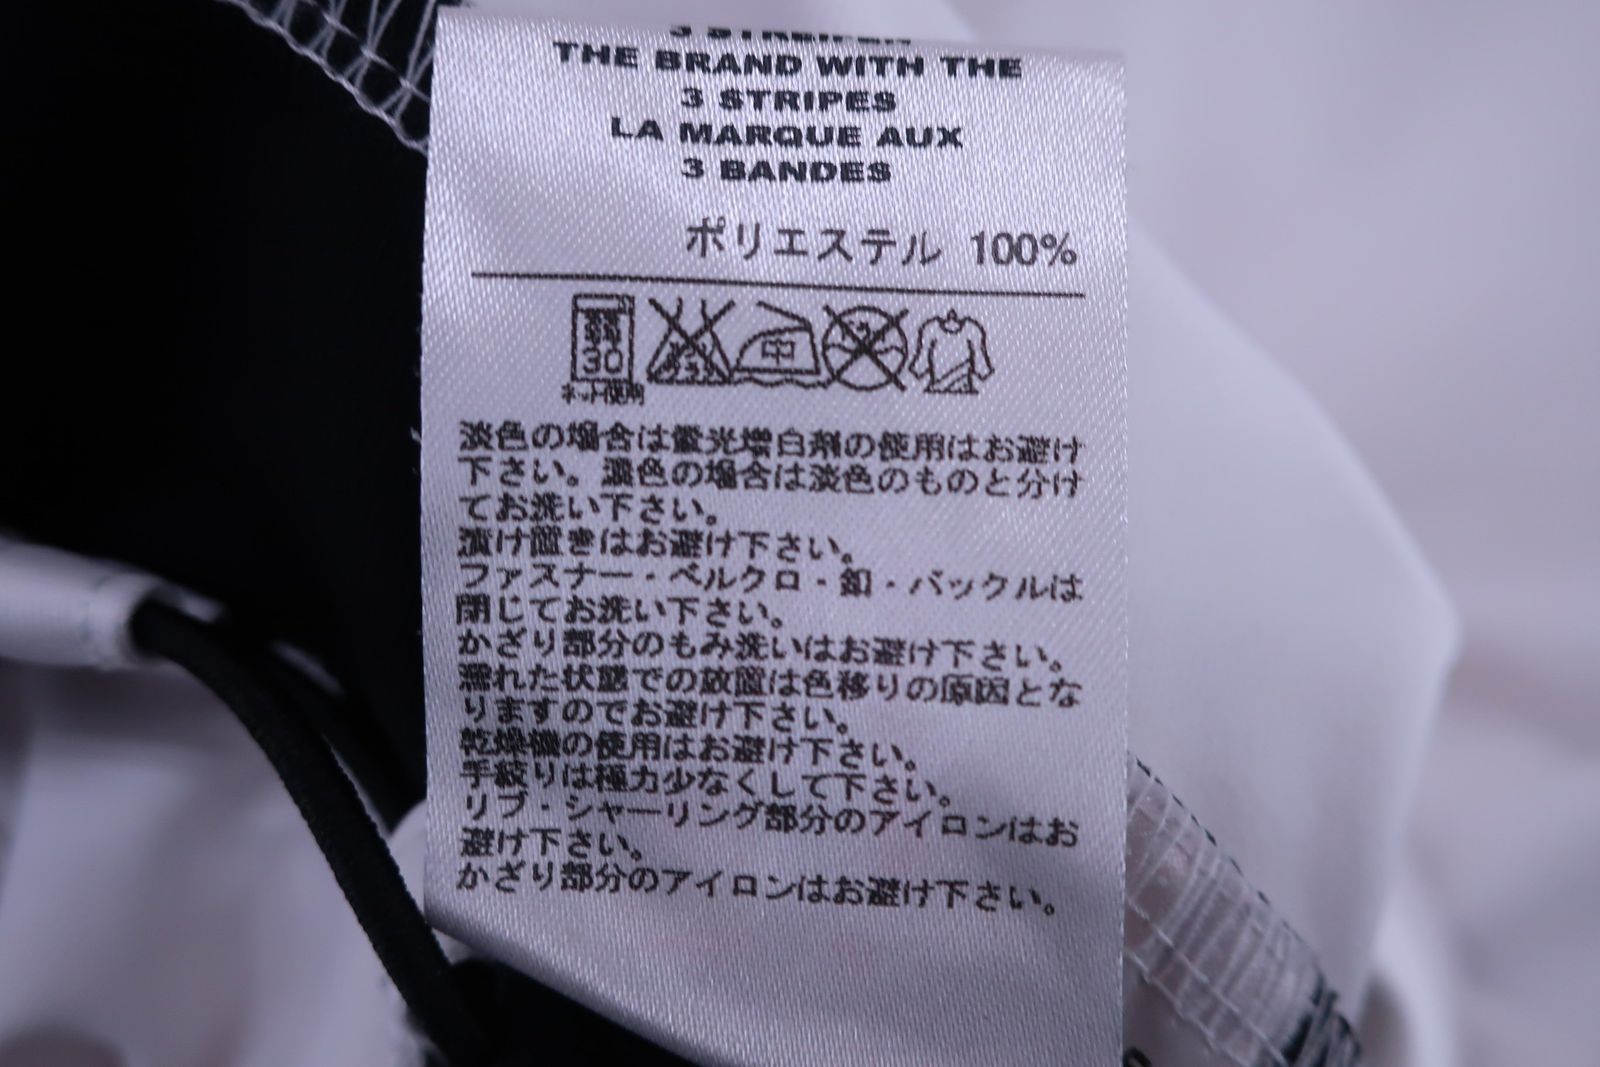 3 STREIFEN
THE BRAND WITH THE
3 STRIPES
LA MARQUE AUX
3 BANDES
ポリエステル 100%
30 中
ネット使用
淡色の場合は蛍光増白剤の使用はお避け
下さい。濃色の場合は淡色のものと分け
てお洗い下さい。
漬け置きはお避け下さい。
ファスナー・ベルクロ・釦・バックルは
閉じてお洗い下さい。
かざり部分のもみ洗いはお避け下さい。
濡れた状態での放置は色移りの原因とな
りますのでお避け下さい。
乾燥機の使用はお避け下さい。
手絞りは極力少なくして下さい。
リブ・シャーリング部分のアイロンはお
避け下さい。
かざり部分のアイロンはお避け下さい。